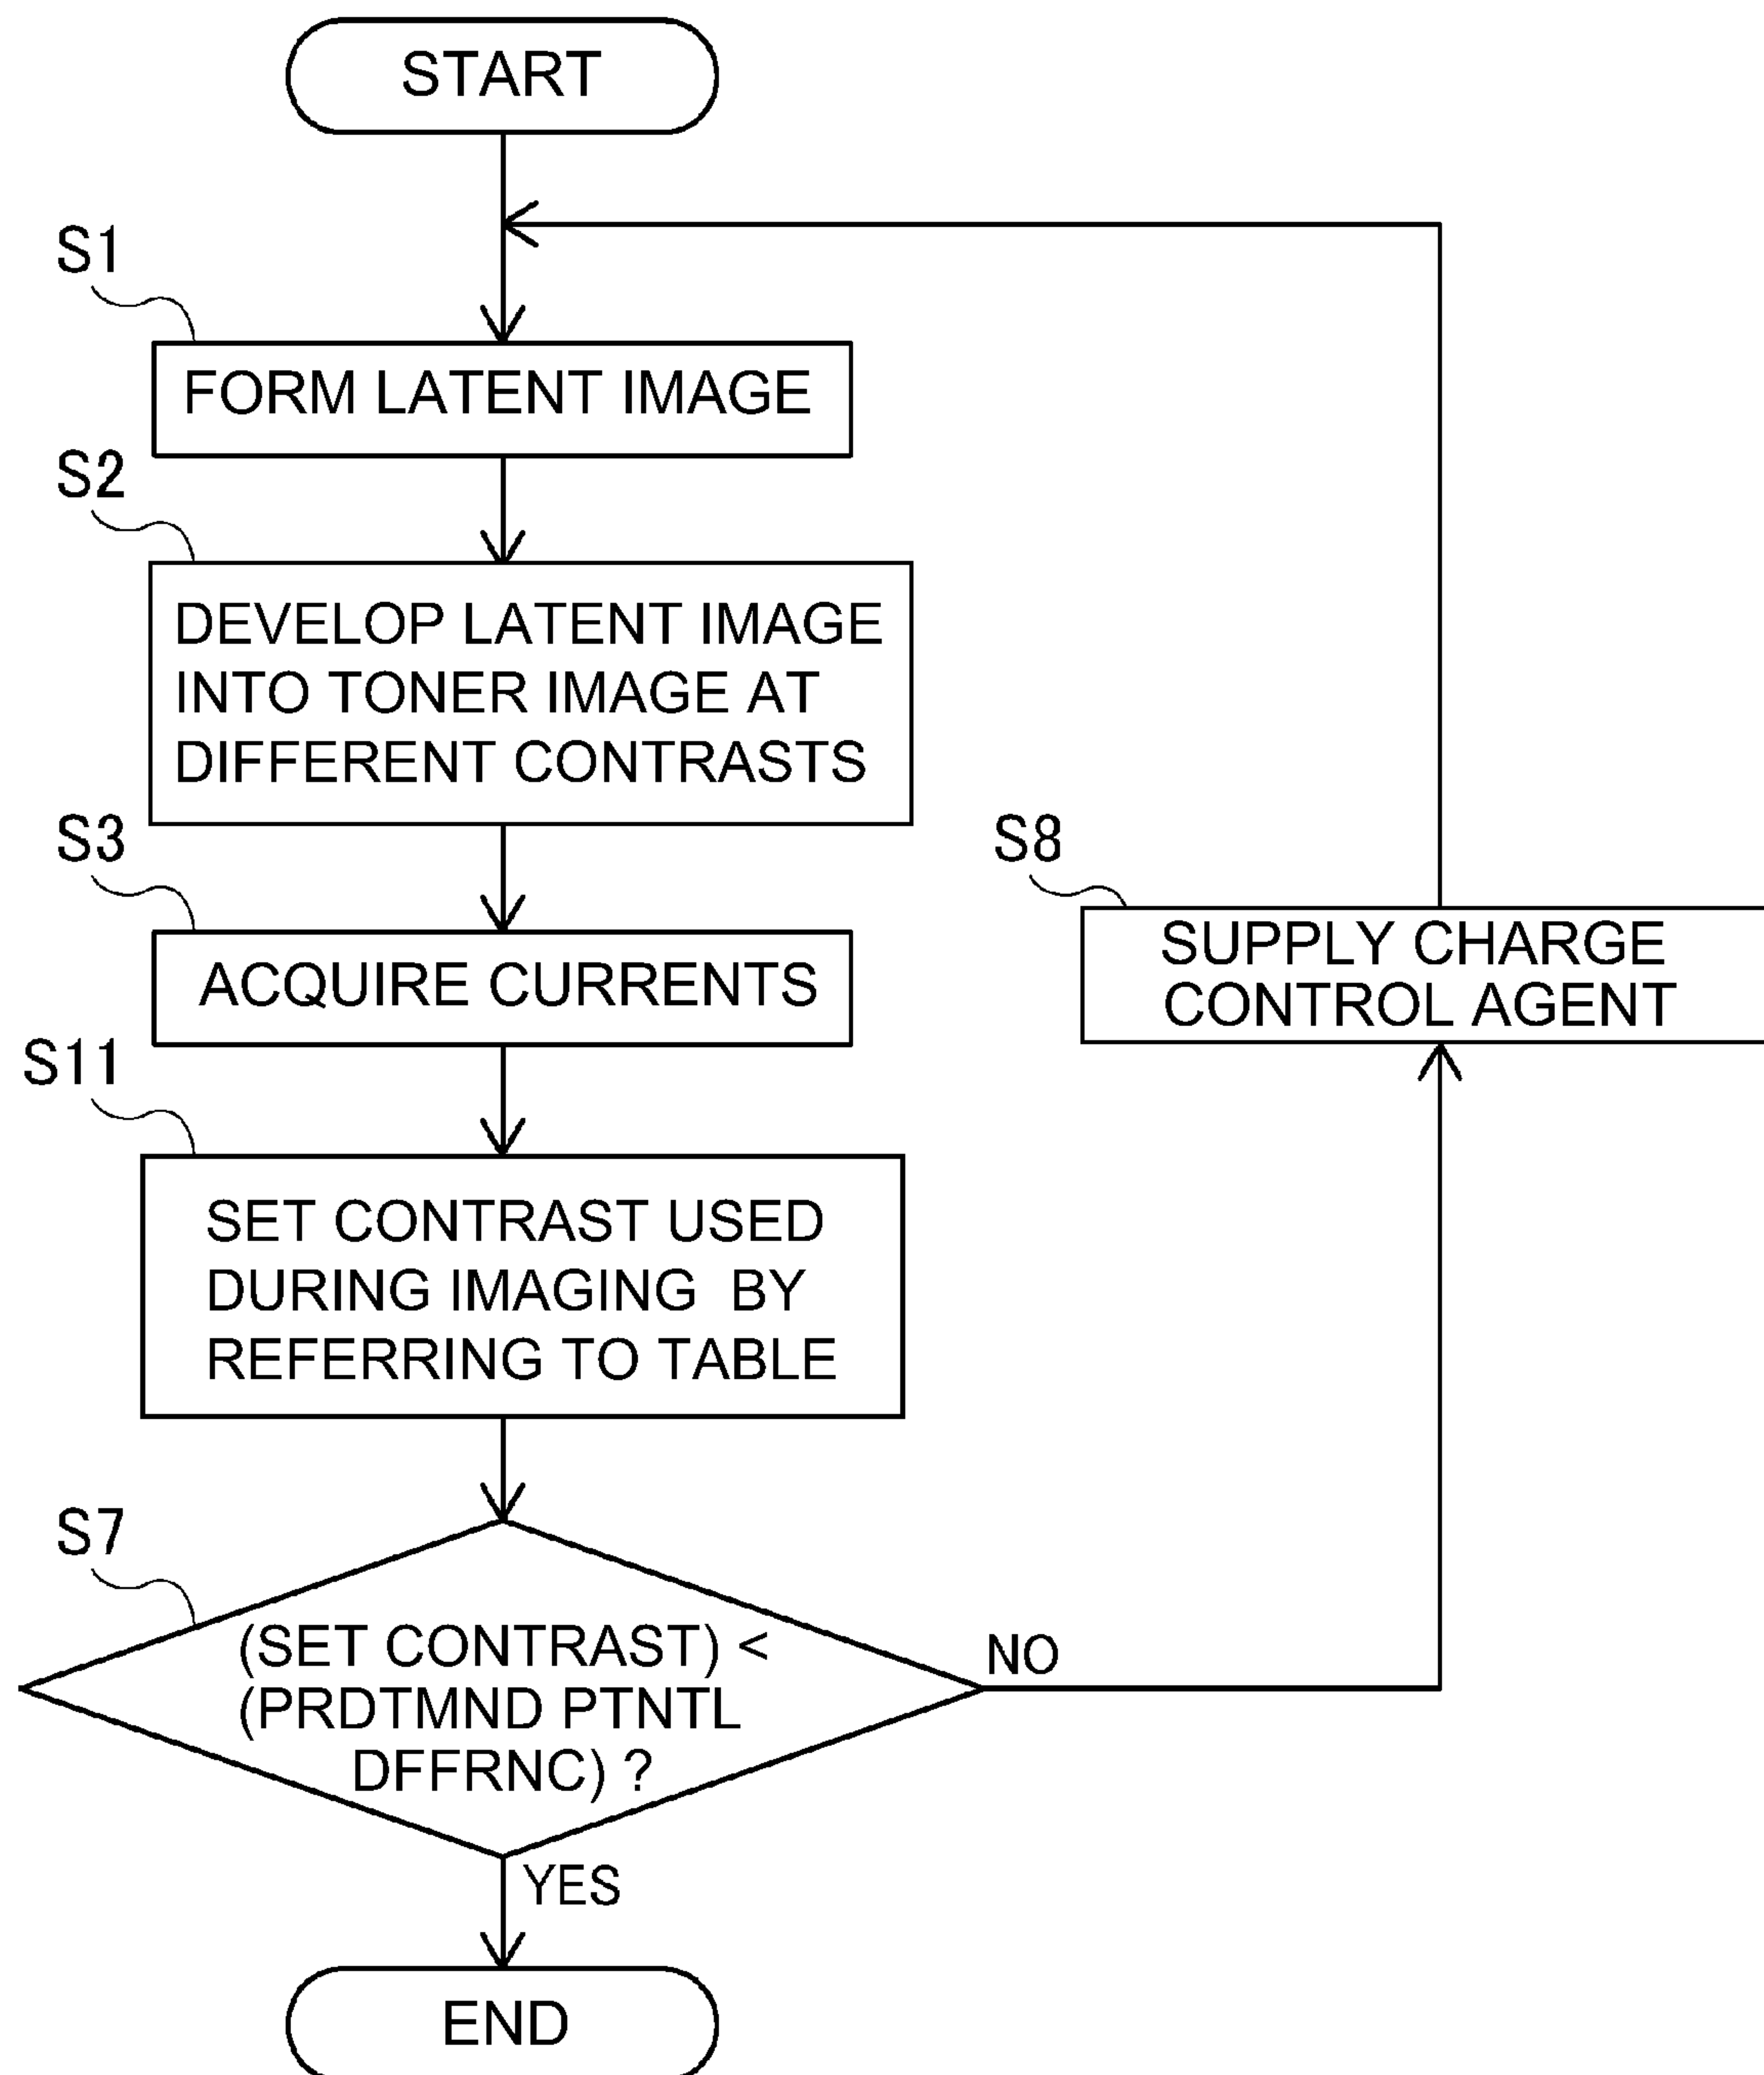 START
S1
FORM LATENT IMAGE
S2
DEVELOP LATENT IMAGE
INTO TONER IMAGE AT
DIFFERENT CONTRASTS
S3
ACQUIRE CURRENTS
S8
SUPPLY CHARGE
CONTROL AGENT
S11
SET CONTRAST USED
DURING IMAGING BY
REFERRING TO TABLE
S7
(SET CONTRAST) <
(PRDTMND PTNTL
DFFRNC) ?
NO
YES
END